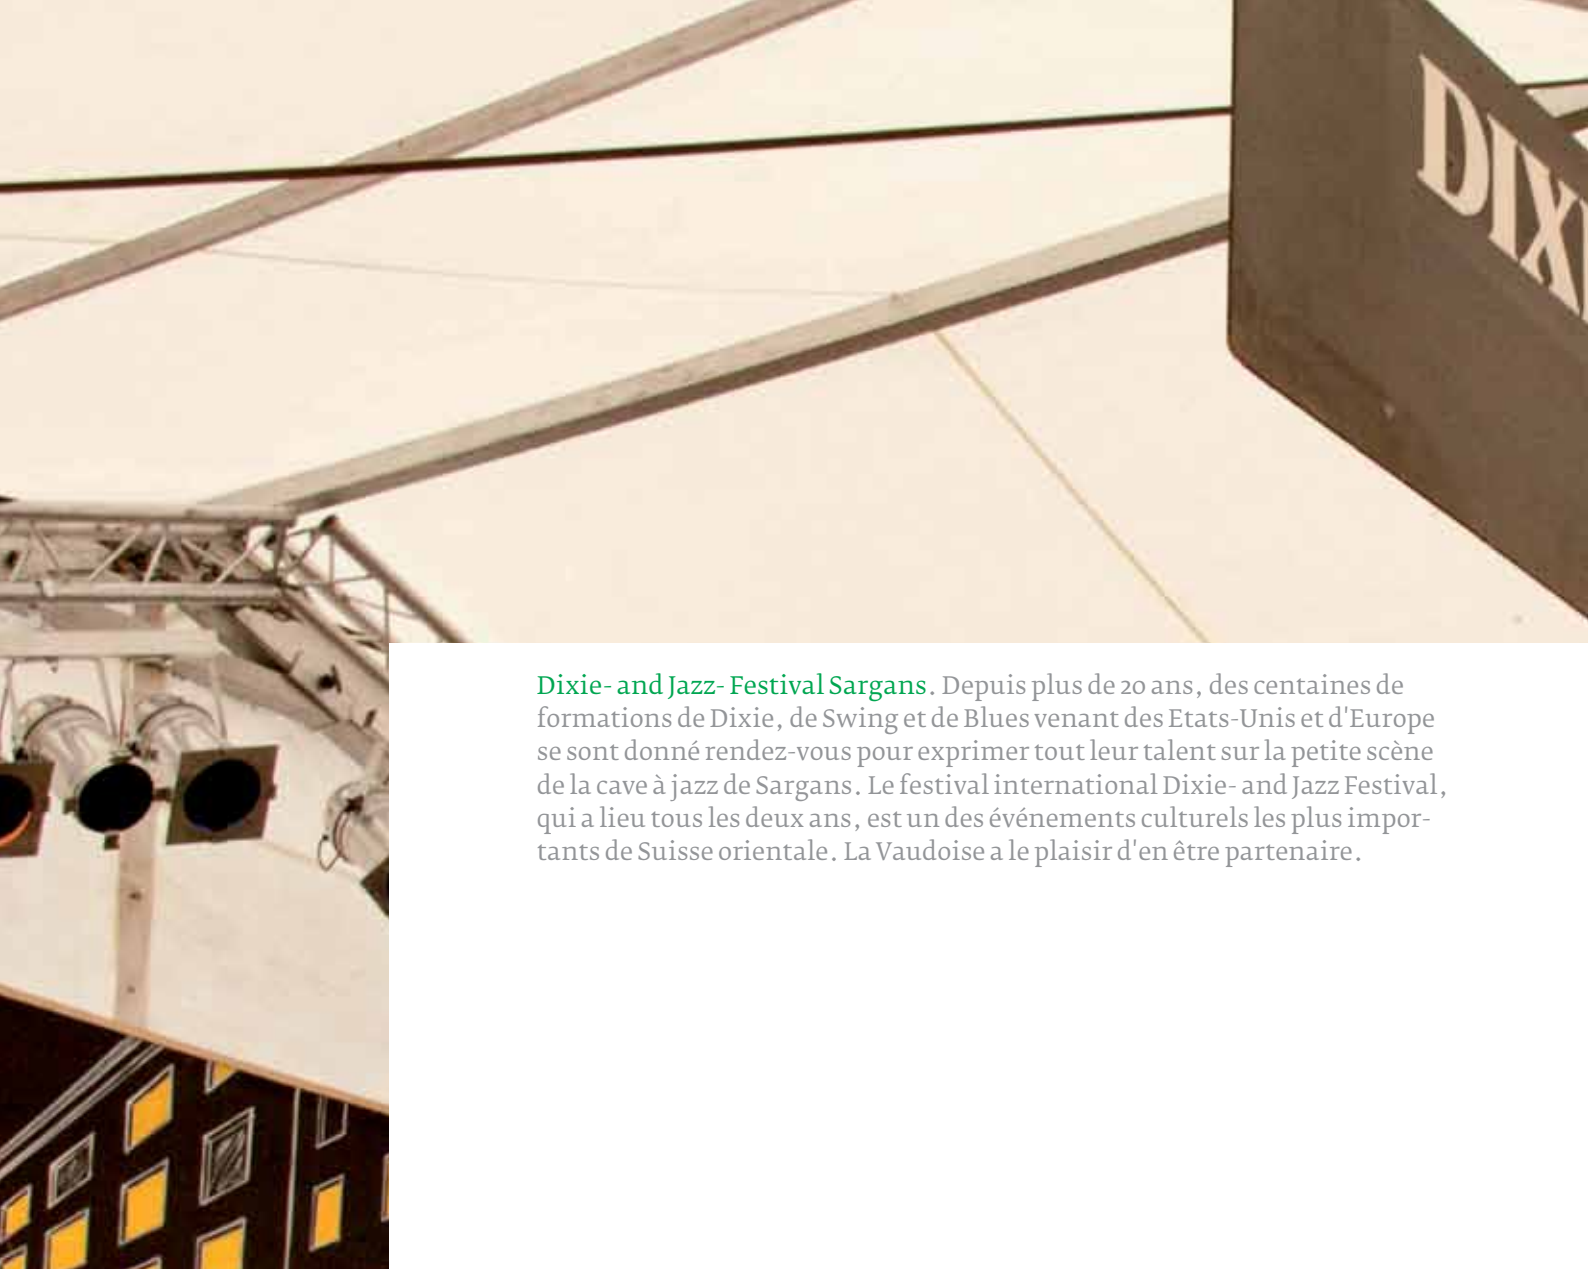 DIXI
Dixie- and Jazz- Festival Sargans. Depuis plus de 20 ans, des centaines de
formations de Dixie, de Swing et de Blues venant des Etats-Unis et d'Europe
se sont donné rendez-vous pour exprimer tout leur talent sur la petite scène
de la cave à jazz de Sargans. Le festival international Dixie- and Jazz Festival,
qui a lieu tous les deux ans, est un des événements culturels les plus impor-
tants de Suisse orientale. La Vaudoise a le plaisir d'en être partenaire.